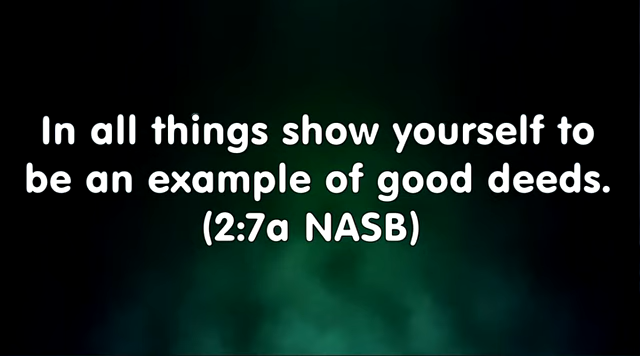 In all things show yourself to
be an example of good deeds.
(2:7a NASB)